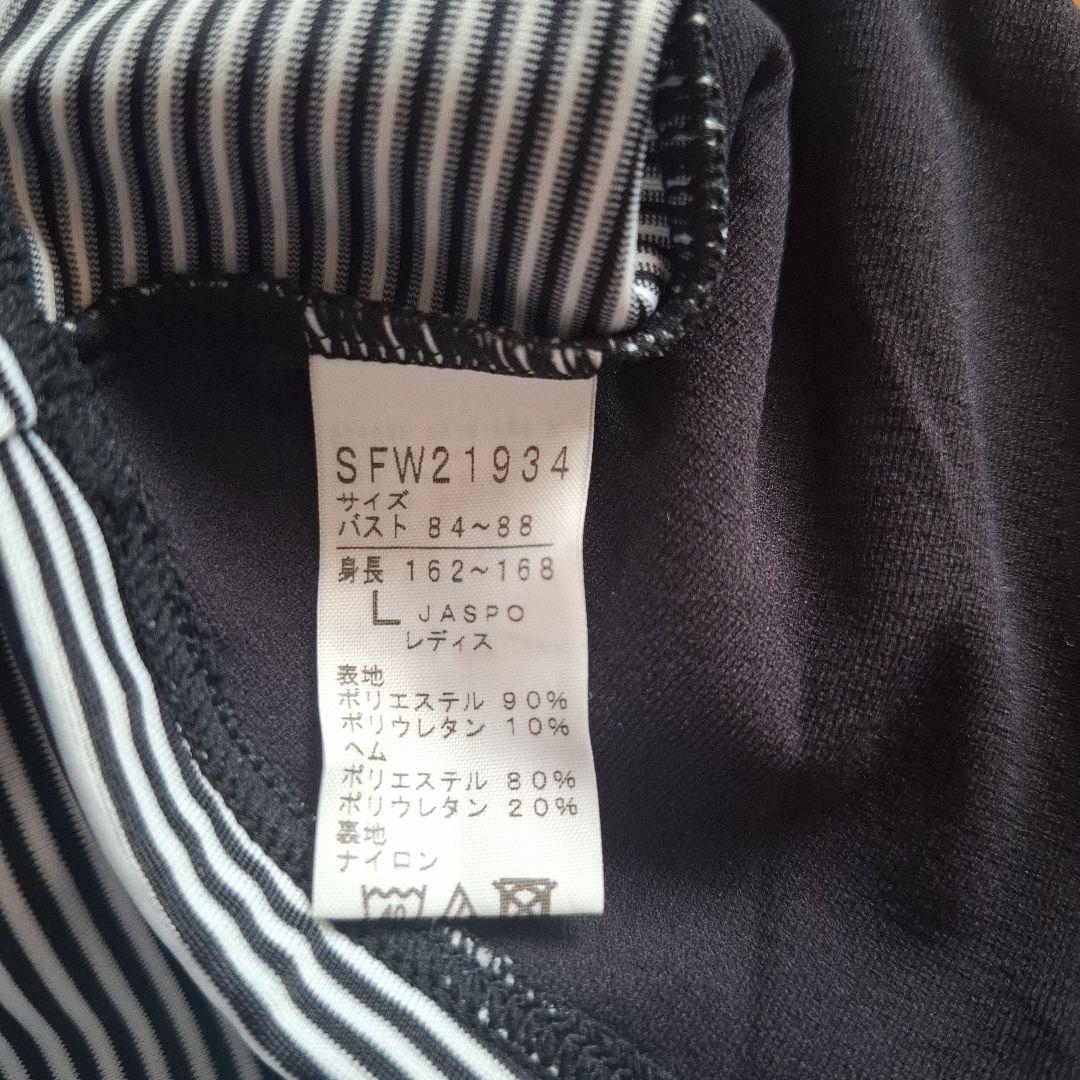 SFW21934
サイズ
バスト 84~88
身長 162~168
L JASPO
レディス
表地
ポリエステル 90%
ポリウレタン 10%
ヘム
ポリエステル 80%
ポリウレタン 20%
裏地
ナイロン
40